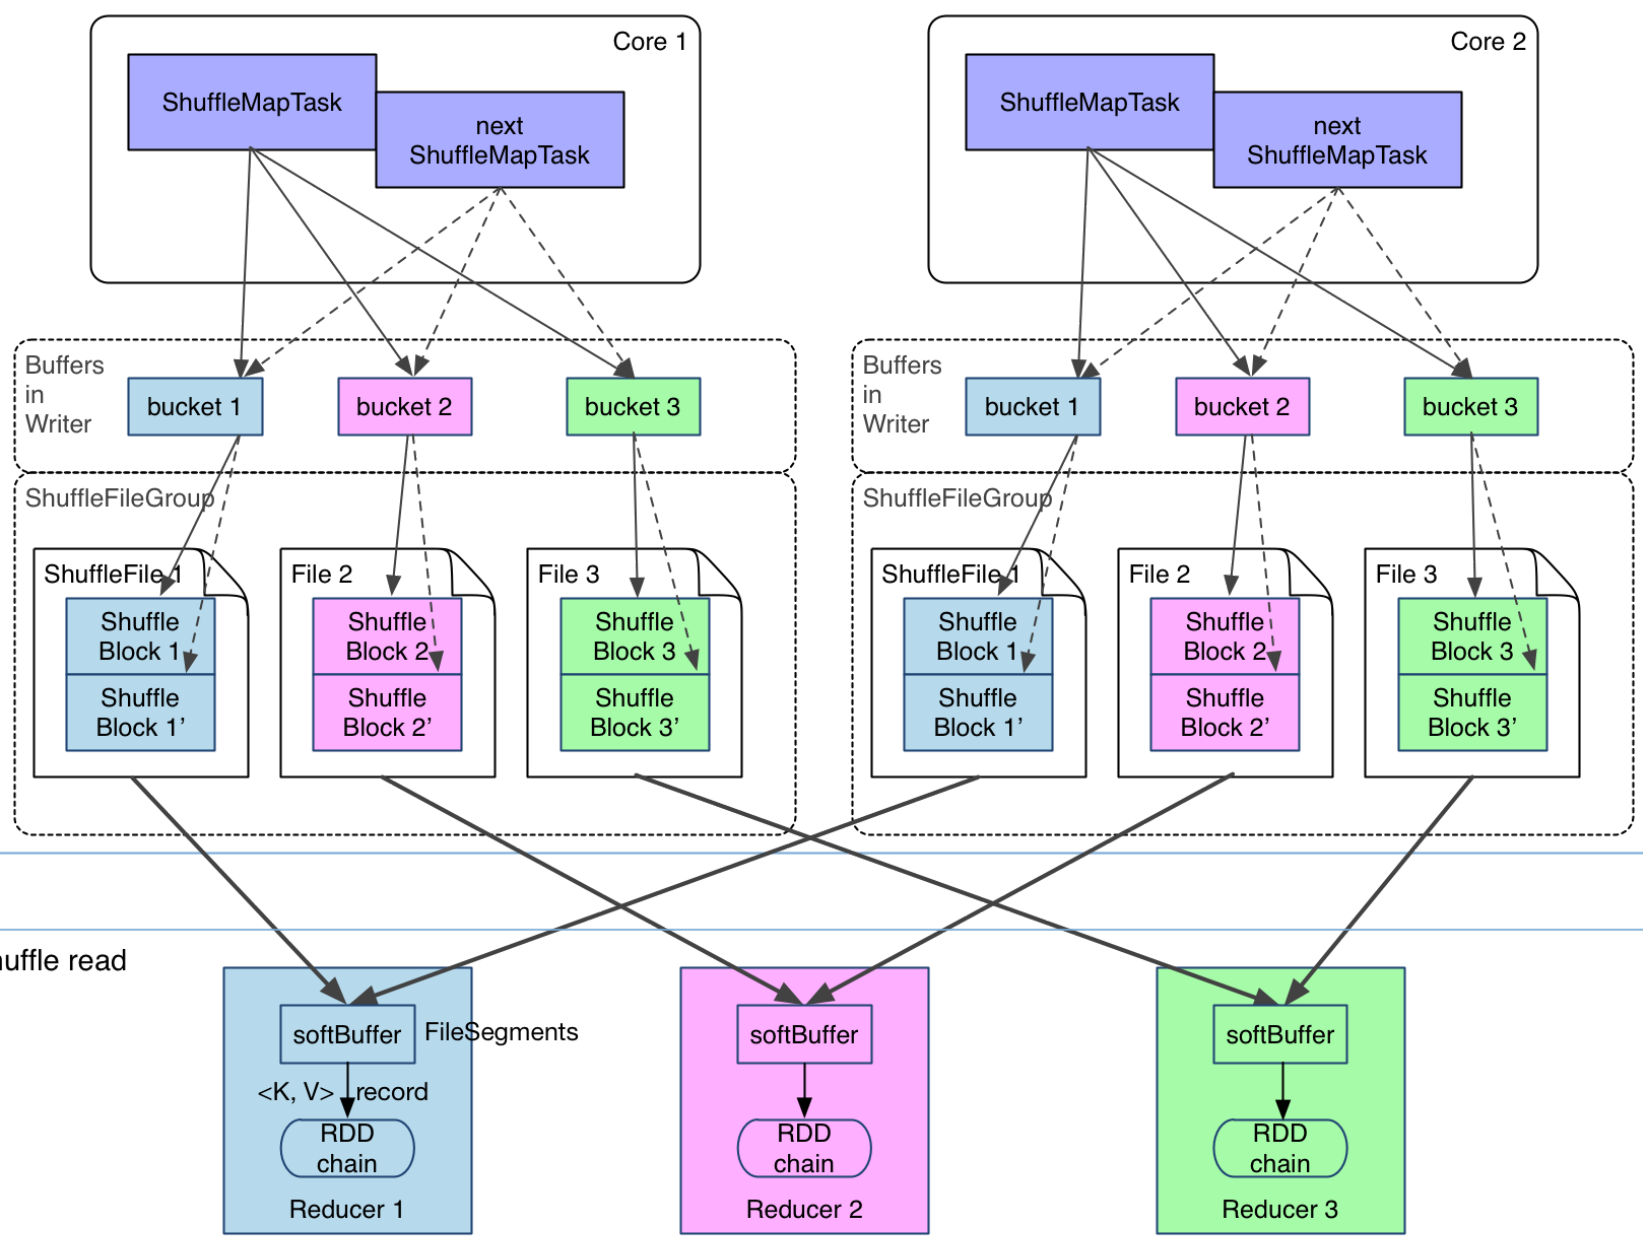 Core 1
ShuffleMapTask
next
ShuffleMapTask
Core 2
ShuffleMapTask
next
ShuffleMapTask
Buffers
in
Writer
bucket 1
bucket 2
bucket 3
Buffers
in
Writer
bucket 1
bucket 2
bucket 3
ShuffleFileGroup
ShuffleFile 1
Shuffle
Block 1
Shuffle
Block 1’
File 2
Shuffle
Block 2
Shuffle
Block 2’
File 3
Shuffle
Block 3
Shuffle
Block 3’
ShuffleFileGroup
ShuffleFile 1
Shuffle
Block 1
Shuffle
Block 1’
File 2
Shuffle
Block 2
Shuffle
Block 2’
File 3
Shuffle
Block 3
Shuffle
Block 3’
uffle read
softBuffer
FileSegments
<K, V> record
RDD
chain
Reducer 1
softBuffer
RDD
chain
Reducer 2
softBuffer
RDD
chain
Reducer 3